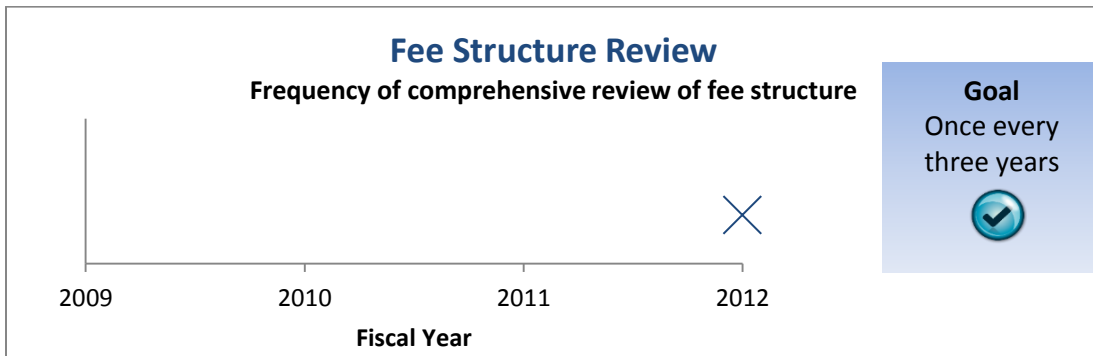 Fee Structure Review
Frequency of comprehensive review of fee structure
Goal
Once every
three years
2009 2010 2011 2012
Fiscal Year